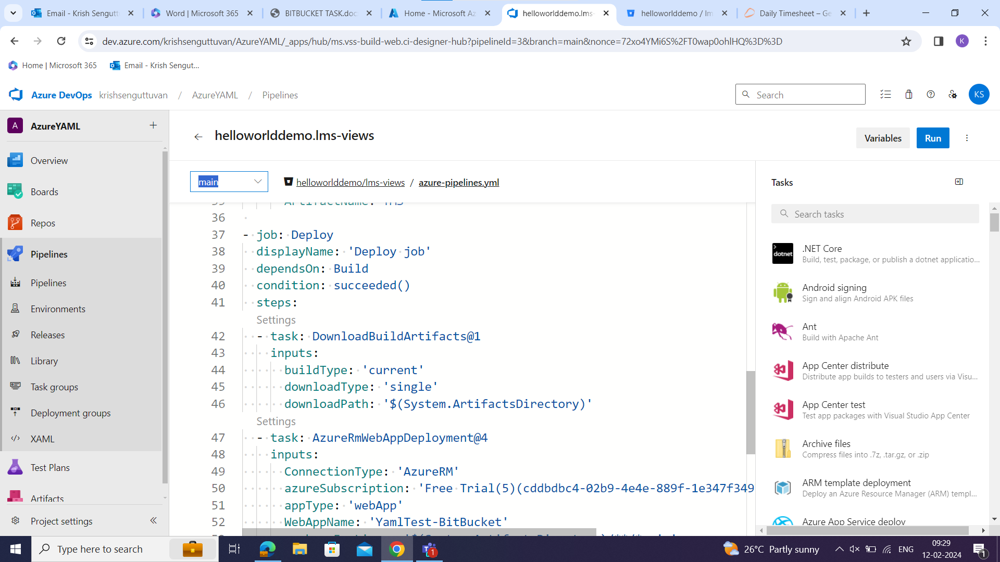 Email - Krish Sengutt
Word | Microsoft 365
BITBUCKET TASK.doc
Home - Microsoft Az
helloworlddemo.lms-
helloworlddemo / lm
Daily Timesheet – Ge
dev.azure.com/krishsenguttuvan/AzureYAML/_apps/hub/ms.vss-build-web.ci-designer-hub?pipelineId=3&branch=main&nonce=72xo4YMi6S%2FT0wap0ohlHQ%3D%3D
K
Home | Microsoft 365
Email - Krish Sengut...
Azure DevOps krishsenguttuvan / AzureYAML / Pipelines
Search
KS
A AzureYAML
Overview
Boards
Repos
Pipelines
Pipelines
Environments
Releases
Library
Task groups
Deployment groups
XAML
Test Plans
Artifacts
Project settings
helloworlddemo.lms-views
Variables
Run
main
helloworlddemo/lms-views / azure-pipelines.yml
36
37 - job: Deploy
38 displayName: 'Deploy job'
39 dependsOn: Build
40 condition: succeeded()
41 steps:
Settings
42 - task: DownloadBuildArtifacts@1
43 inputs:
44 buildType: 'current'
45 downloadType: 'single'
46 downloadPath: '$(System.ArtifactsDirectory)'
Settings
47 - task: AzureRmWebAppDeployment@4
48 inputs:
49 ConnectionType: 'AzureRM'
50 azureSubscription: 'Free Trial(5)(cddbdbc4-02b9-4e4e-889f-1e347f349
51 appType: 'webApp'
52 WebAppName: 'YamlTest-BitBucket'
Tasks
Search tasks
dotnet
.NET Core
Build, test, package, or publish a dotnet applicatio...
Android signing
Sign and align Android APK files
Ant
Build with Apache Ant
App Center distribute
Distribute app builds to testers and users via Visu...
App Center test
Test app packages with Visual Studio App Center
Archive files
Compress files into .7z, .tar.gz, or .zip
ARM template deployment
Deploy an Azure Resource Manager (ARM) templ...
Azure App Service deploy
Type here to search
1
26°C Partly sunny
ENG
09:29
12-02-2024
1